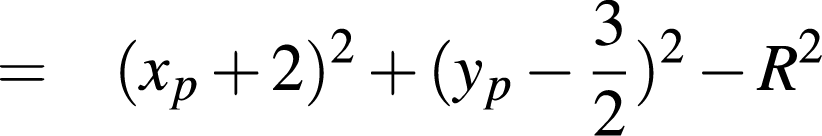 = (x_p + 2)^2 + (y_p - \frac{3}{2})^2 - R^2